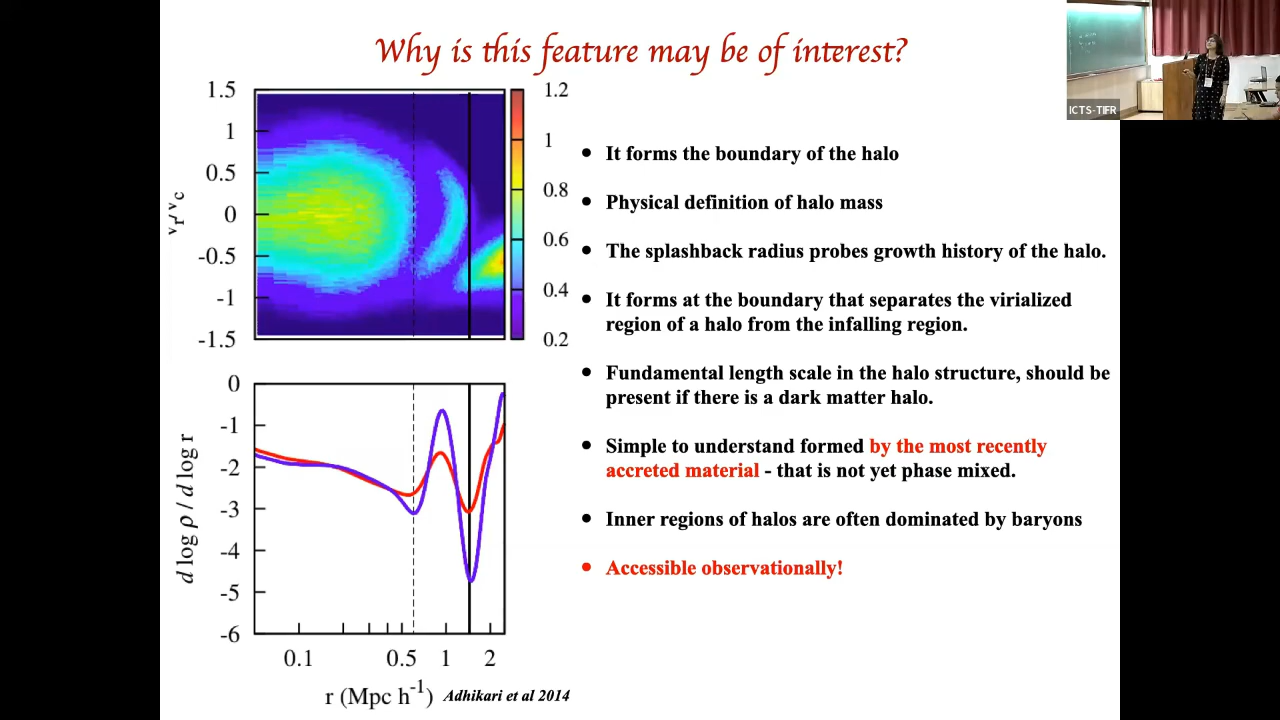 Why is this feature may be of interest?
ICTS-TIFR
1.5
1
0.5
0
-0.5
-1
-1.5
v_r/v_c
1.2
1
0.8
0.6
0.4
0.2
• It forms the boundary of the halo
• Physical definition of halo mass
• The splashback radius probes growth history of the halo.
• It forms at the boundary that separates the virialized
region of a halo from the infalling region.
• Fundamental length scale in the halo structure, should be
present if there is a dark matter halo.
• Simple to understand formed by the most recently
accreted material - that is not yet phase mixed.
• Inner regions of halos are often dominated by baryons
• Accessible observationally!
0
-1
-2
-3
-4
-5
-6
d log ρ / d log r
0.1 0.5 1 2
r (Mpc h⁻¹) Adhikari et al 2014